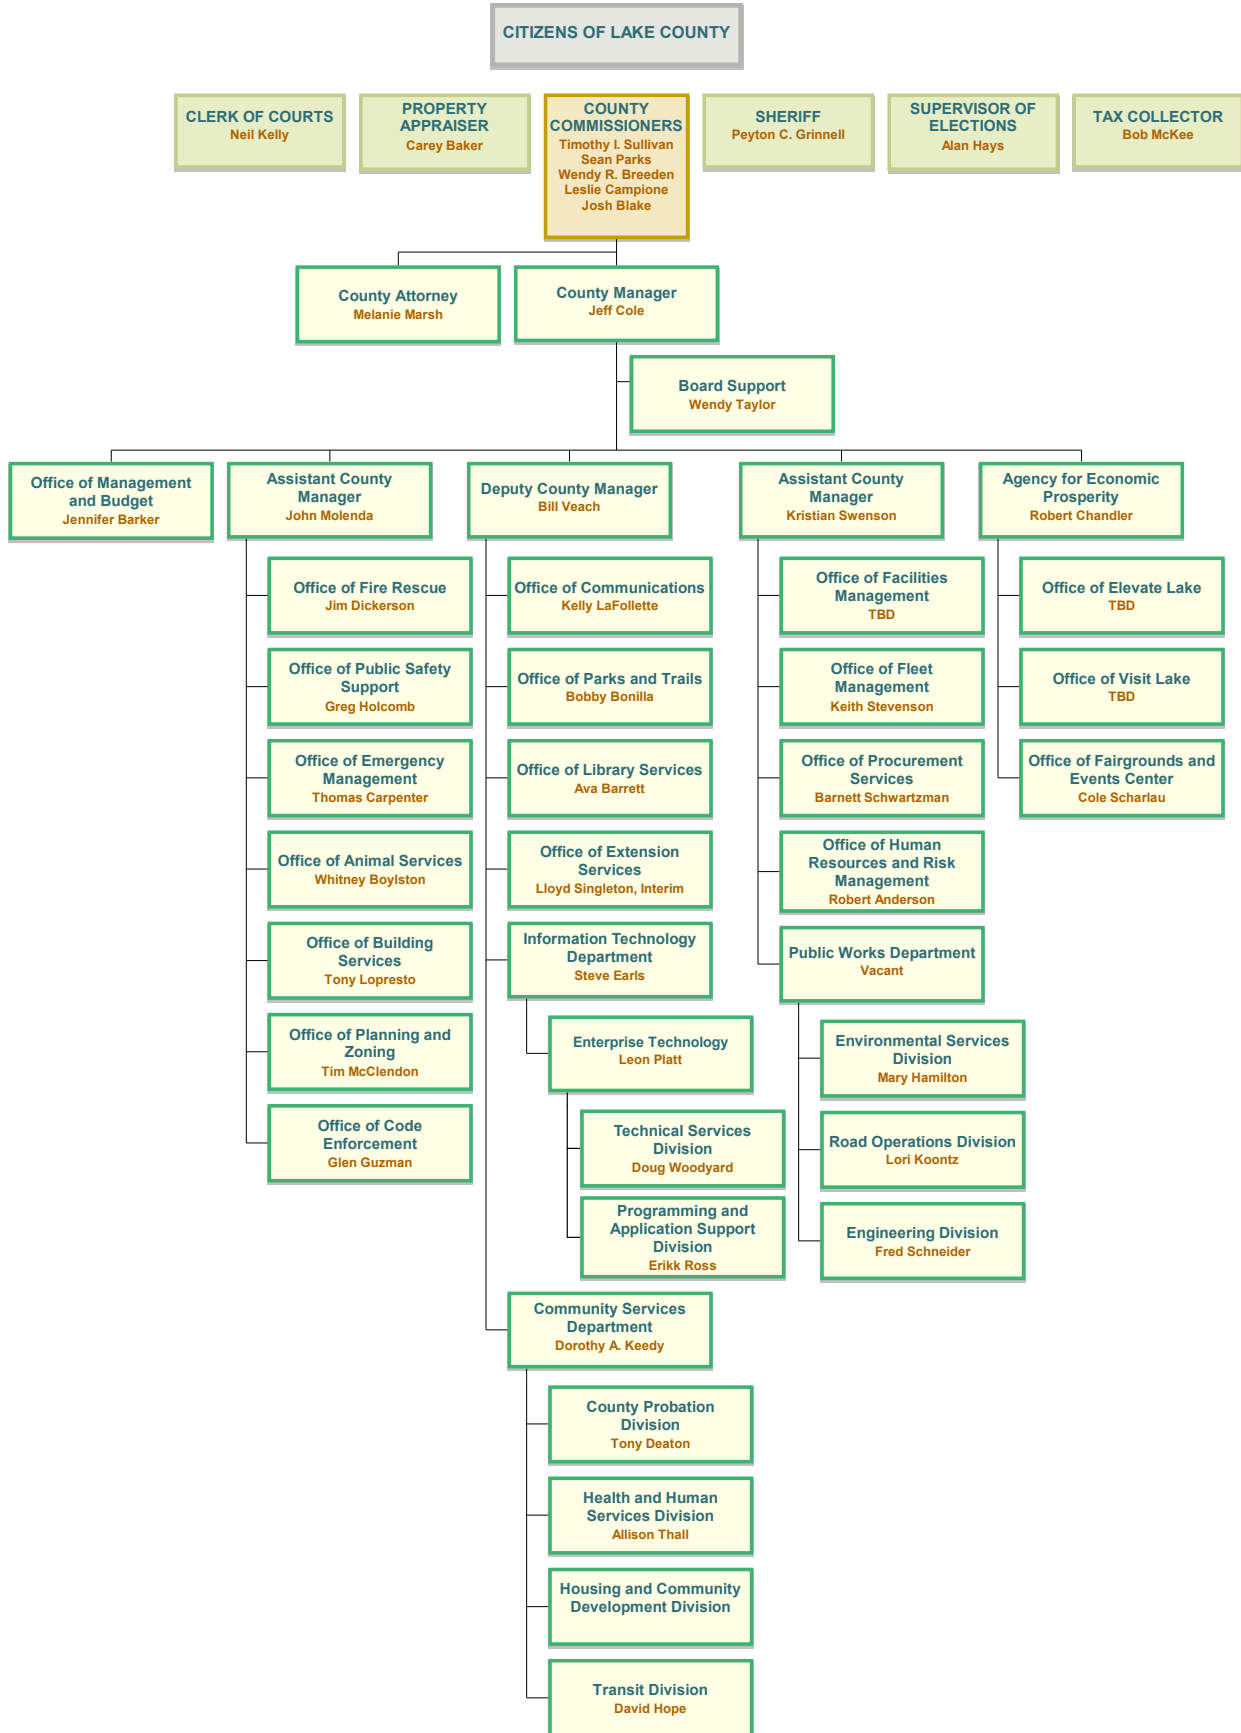 CITIZENS OF LAKE COUNTY
CLERK OF COURTS
Neil Kelly
PROPERTY
APPRAISER
Carey Baker
COUNTY
COMMISSIONERS
Timothy I. Sullivan
Sean Parks
Wendy R. Breeden
Leslie Campione
Josh Blake
SHERIFF
Peyton C. Grinnell
SUPERVISOR OF
ELECTIONS
Alan Hays
TAX COLLECTOR
Bob McKee
County Attorney
Melanie Marsh
County Manager
Jeff Cole
Board Support
Wendy Taylor
Office of Management
and Budget
Jennifer Barker
Assistant County
Manager
John Molenda
Deputy County Manager
Bill Veach
Assistant County
Manager
Kristian Swenson
Agency for Economic
Prosperity
Robert Chandler
Office of Fire Rescue
Jim Dickerson
Office of Public Safety
Support
Greg Holcomb
Office of Emergency
Management
Thomas Carpenter
Office of Animal Services
Whitney Boylston
Office of Building
Services
Tony Lopresto
Office of Planning and
Zoning
Tim McClendon
Office of Code
Enforcement
Glen Guzman
Office of Communications
Kelly LaFollette
Office of Parks and Trails
Bobby Bonilla
Office of Library Services
Ava Barrett
Office of Extension
Services
Lloyd Singleton, Interim
Information Technology
Department
Steve Earls
Enterprise Technology
Leon Platt
Technical Services
Division
Doug Woodyard
Programming and
Application Support
Division
Erikk Ross
Community Services
Department
Dorothy A. Keedy
County Probation
Division
Tony Deaton
Health and Human
Services Division
Allison Thall
Housing and Community
Development Division
Transit Division
David Hope
Office of Facilities
Management
TBD
Office of Fleet
Management
Keith Stevenson
Office of Procurement
Services
Barnett Schwartzman
Office of Human
Resources and Risk
Management
Robert Anderson
Public Works Department
Vacant
Environmental Services
Division
Mary Hamilton
Road Operations Division
Lori Koontz
Engineering Division
Fred Schneider
Office of Elevate Lake
TBD
Office of Visit Lake
TBD
Office of Fairgrounds and
Events Center
Cole Scharlau